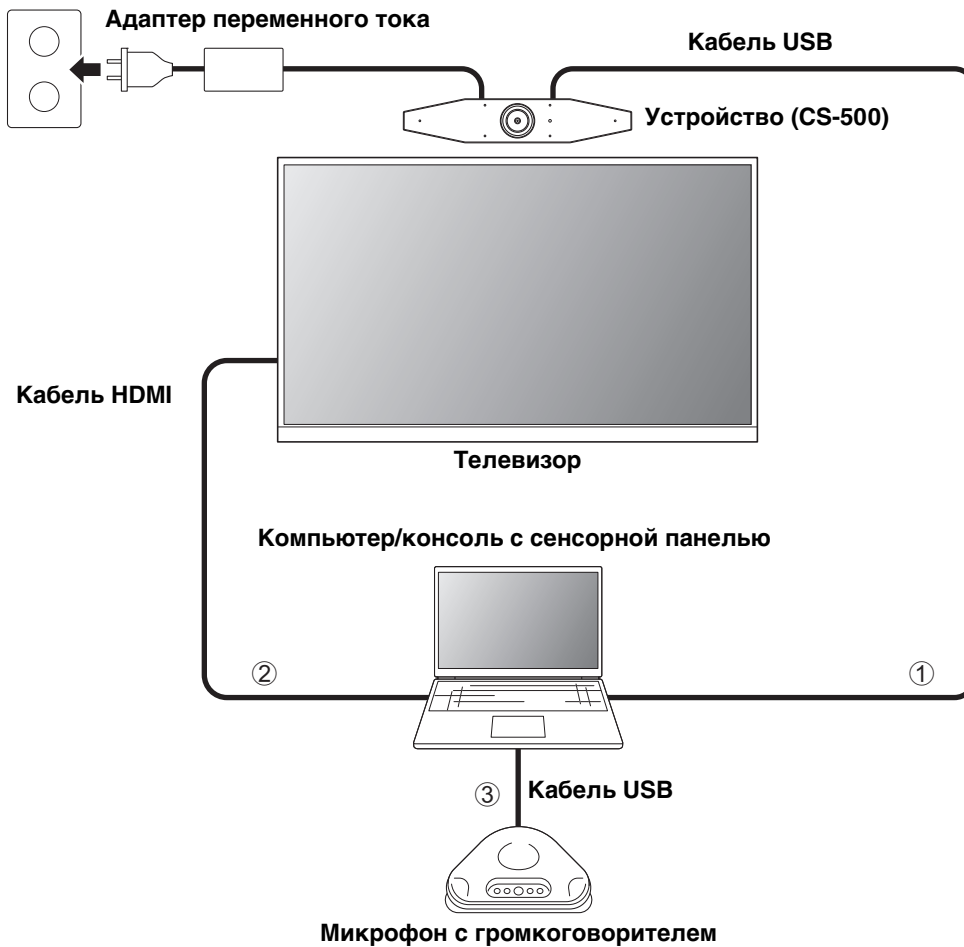 Адаптер переменного тока
Кабель USB
Устройство (CS-500)
Кабель HDMI
Телевизор
Компьютер/консоль с сенсорной панелью
②
①
③
Кабель USB
Микрофон с громкоговорителем